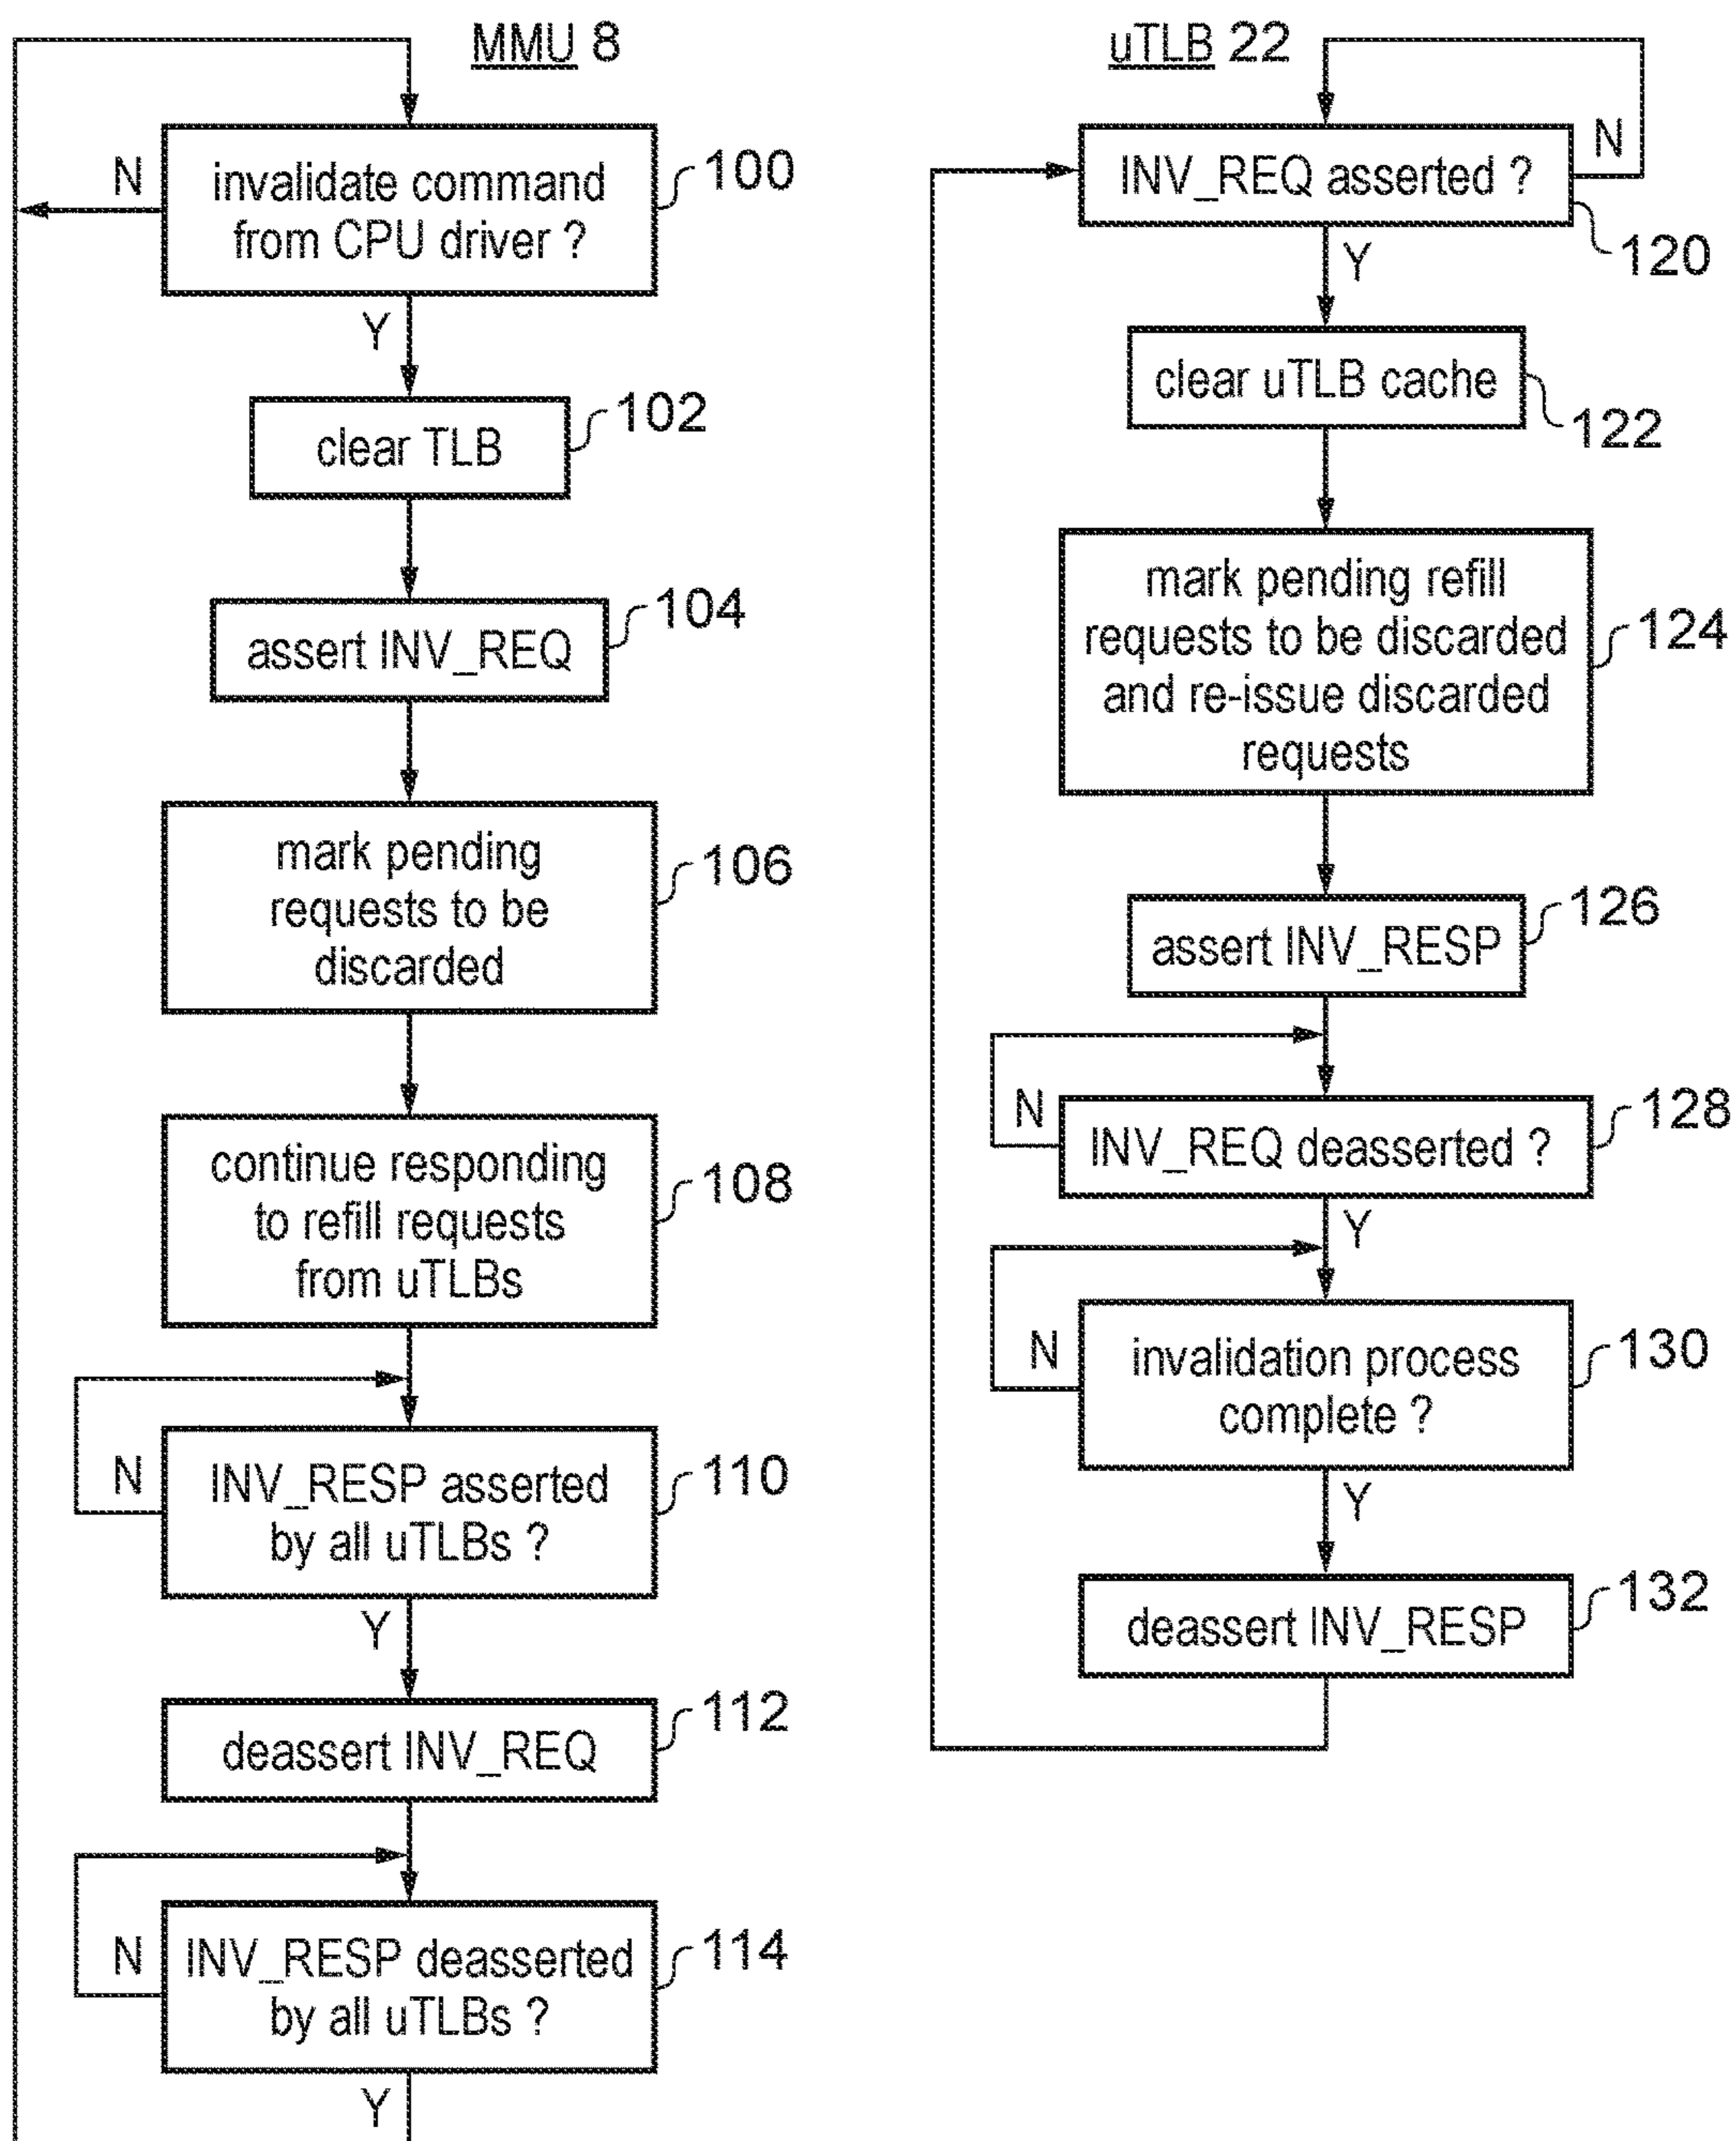 MMU 8
N
invalidate command
from CPU driver ?
100
Y
clear TLB
102
assert INV_REQ
104
mark pending
requests to be
discarded
106
continue responding
to refill requests
from uTLBs
108
N
INV_RESP asserted
by all uTLBs ?
110
Y
deassert INV_REQ
112
N
INV_RESP deasserted
by all uTLBs ?
114
Y
uTLB 22
INV_REQ asserted ?
N
120
Y
clear uTLB cache
122
mark pending refill
requests to be discarded
and re-issue discarded
requests
124
assert INV_RESP
126
N
INV_REQ deasserted ?
128
Y
N
invalidation process
complete ?
130
Y
deassert INV_RESP
132